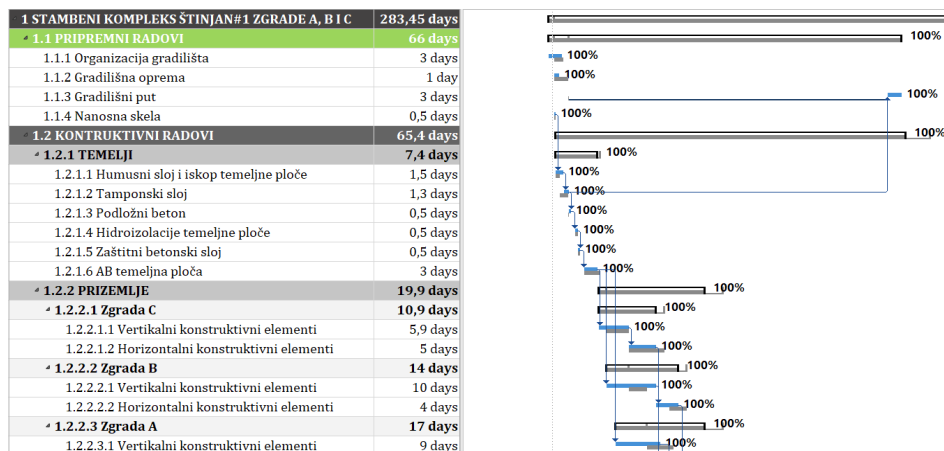 1 STAMBENI KOMPLEKS ŠTINJAN#1 ZGRADE A, B I C 283,45 days
1.1 PRIPREMNI RADOVI 66 days 100%
1.1.1 Organizacija gradilišta 3 days 100%
1.1.2 Gradilišna oprema 1 day 100%
1.1.3 Gradilišni put 3 days 100%
1.1.4 Nanosna skela 0,5 days 100%
1.2 KONTRUKTIVNI RADOVI 65,4 days 100%
1.2.1 TEMELJI 7,4 days 100%
1.2.1.1 Humusni sloj i iskop temeljne ploče 1,5 days 100%
1.2.1.2 Tamponski sloj 1,3 days 100%
1.2.1.3 Podložni beton 0,5 days 100%
1.2.1.4 Hidroizolacije temeljne ploče 0,5 days 100%
1.2.1.5 Zaštitni betonski sloj 0,5 days 100%
1.2.1.6 AB temeljna ploča 3 days 100%
1.2.2 PRIZEMLJE 19,9 days 100%
1.2.2.1 Zgrada C 10,9 days 100%
1.2.2.1.1 Vertikalni konstruktivni elementi 5,9 days 100%
1.2.2.1.2 Horizontalni konstruktivni elementi 5 days 100%
1.2.2.2 Zgrada B 14 days 100%
1.2.2.2.1 Vertikalni konstruktivni elementi 10 days 100%
1.2.2.2.2 Horizontalni konstruktivni elementi 4 days 100%
1.2.2.3 Zgrada A 17 days 100%
1.2.2.3.1 Vertikalni konstruktivni elementi 9 days 100%